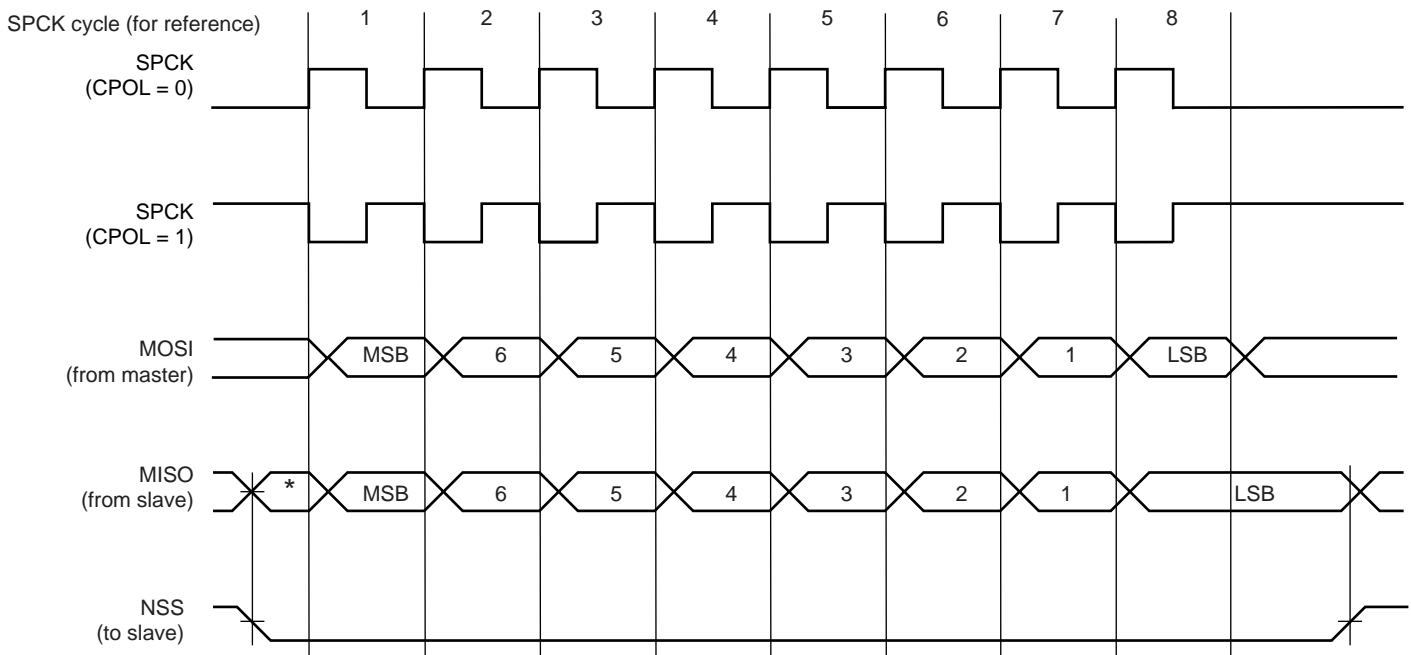 SPCK cycle (for reference)
1 2 3 4 5 6 7 8
SPCK
(CPOL = 0)
SPCK
(CPOL = 1)
MOSI
(from master)
MSB 6 5 4 3 2 1 LSB
MISO
(from slave)
* MSB 6 5 4 3 2 1 LSB
NSS
(to slave)